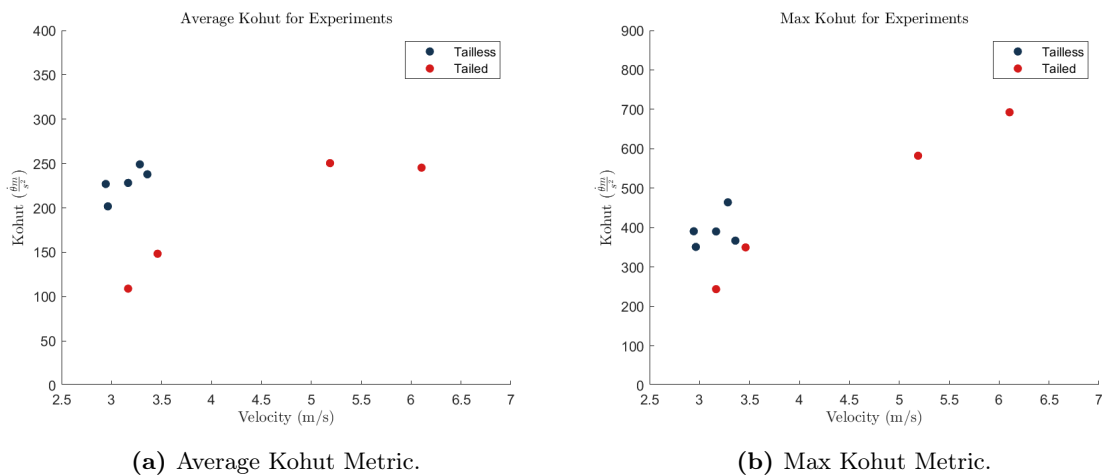 Average Kohut for Experiments
400
350
300
250
200
150
100
50
0
Kohut (θ̇m/s²)
2.5 3 3.5 4 4.5 5 5.5 6 6.5 7
Velocity (m/s)
Tailless
Tailed
(a) Average Kohut Metric.
Max Kohut for Experiments
900
800
700
600
500
400
300
200
100
0
Kohut (θ̇m/s²)
2.5 3 3.5 4 4.5 5 5.5 6 6.5 7
Velocity (m/s)
Tailless
Tailed
(b) Max Kohut Metric.